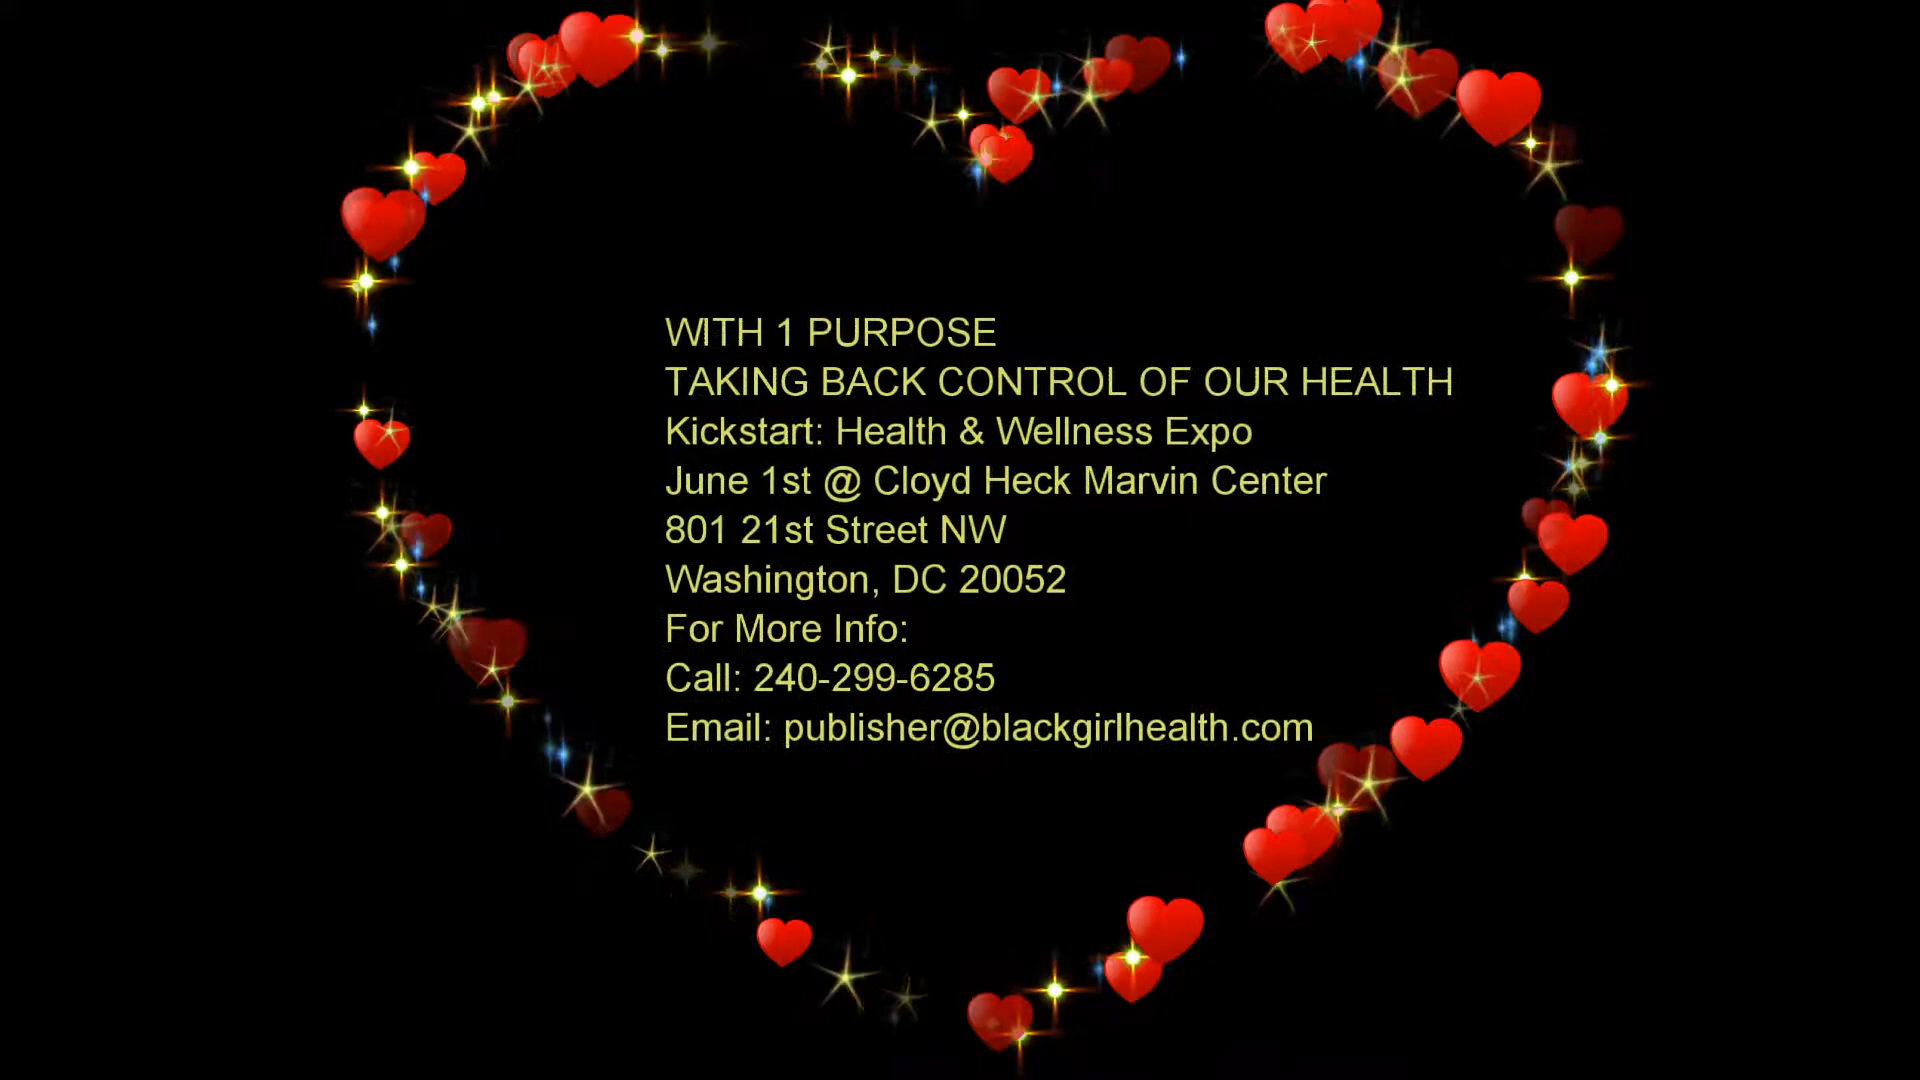 WITH 1 PURPOSE
TAKING BACK CONTROL OF OUR HEALTH
Kickstart: Health & Wellness Expo
June 1st @ Cloyd Heck Marvin Center
801 21st Street NW
Washington, DC 20052
For More Info:
Call: 240-299-6285
Email: publisher@blackgirlhealth.com